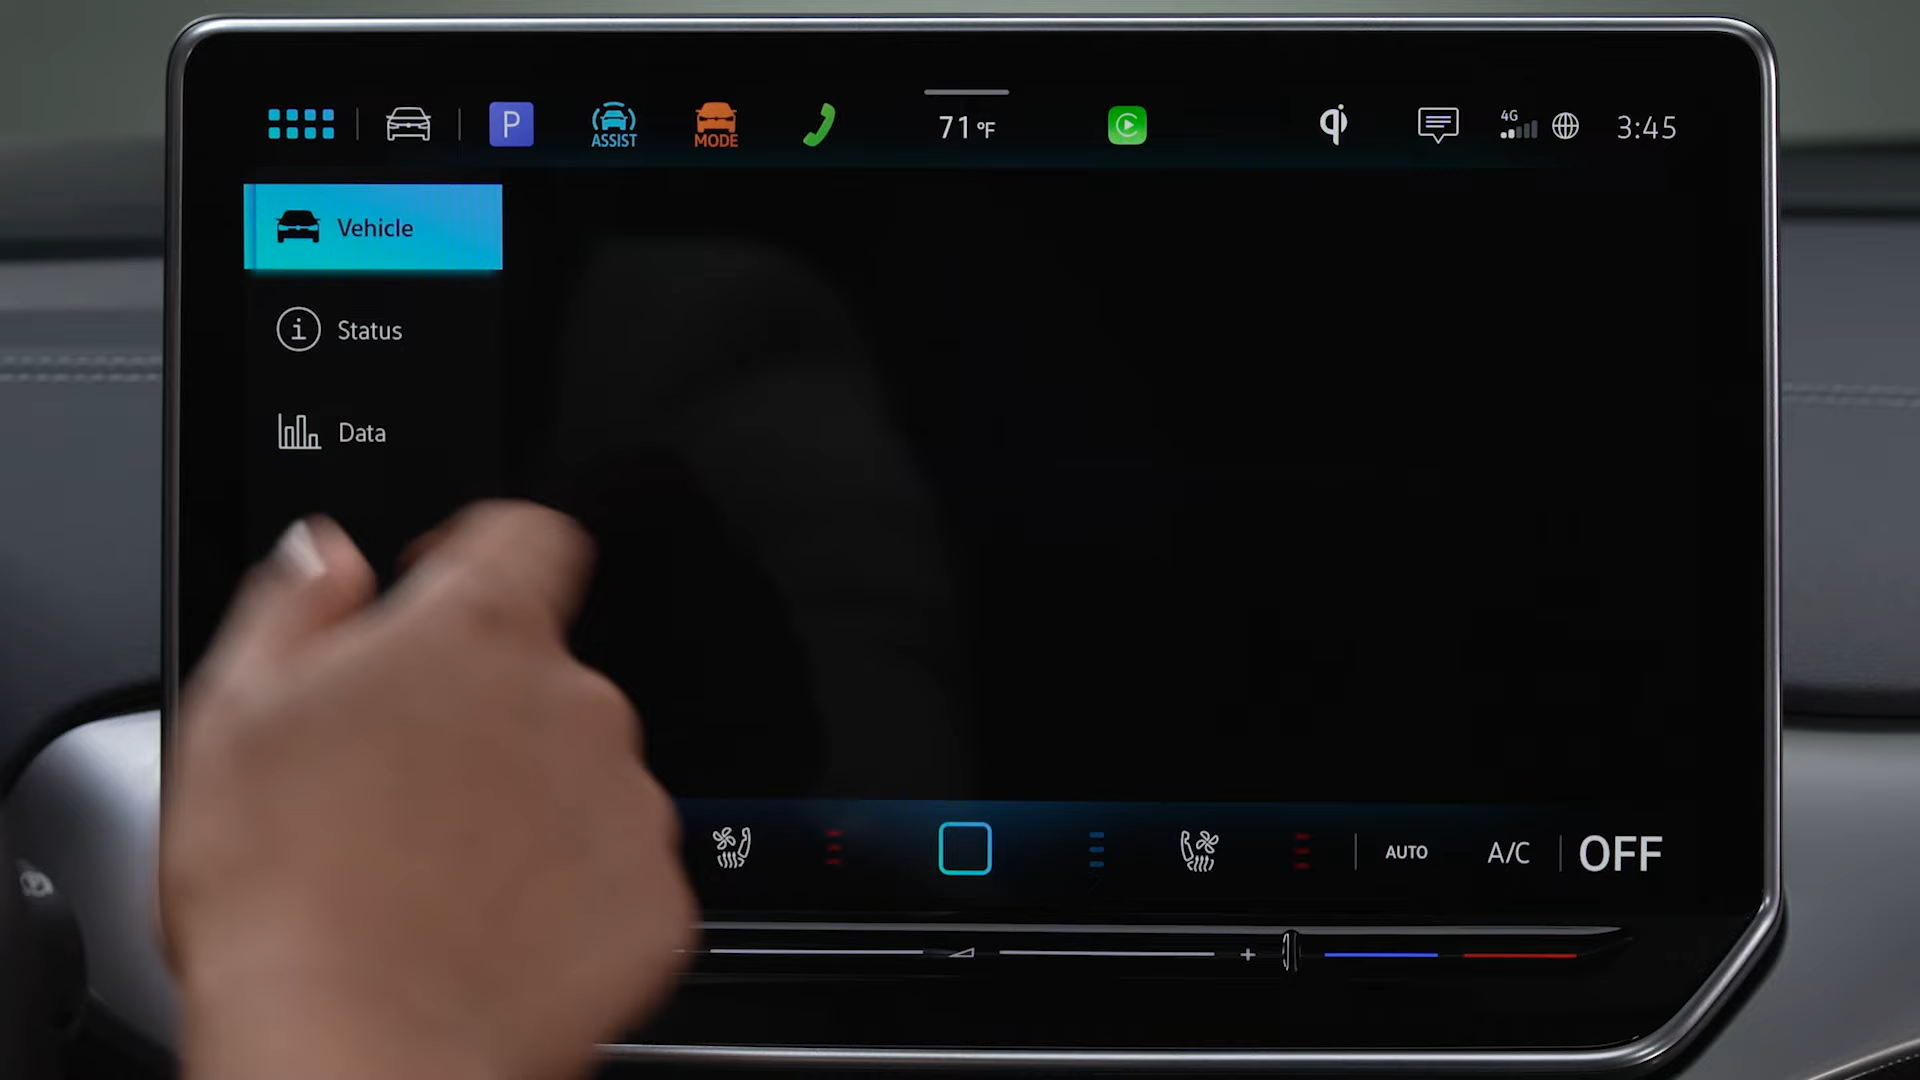 P
ASSIST
MODE
71 °F
4G
3:45
Vehicle
i Status
Data
AUTO
A/C
OFF
+